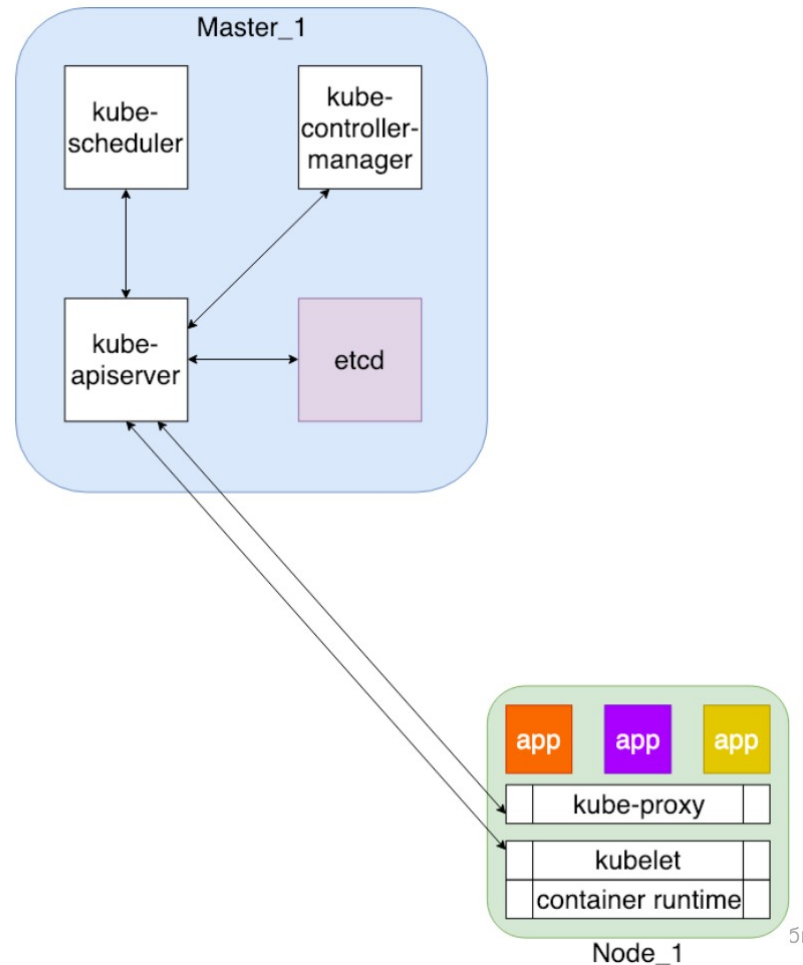 Master_1
kube-
scheduler
kube-
controller-
manager
kube-
apiserver
etcd
app
app
app
kube-proxy
kubelet
container runtime
Node_1